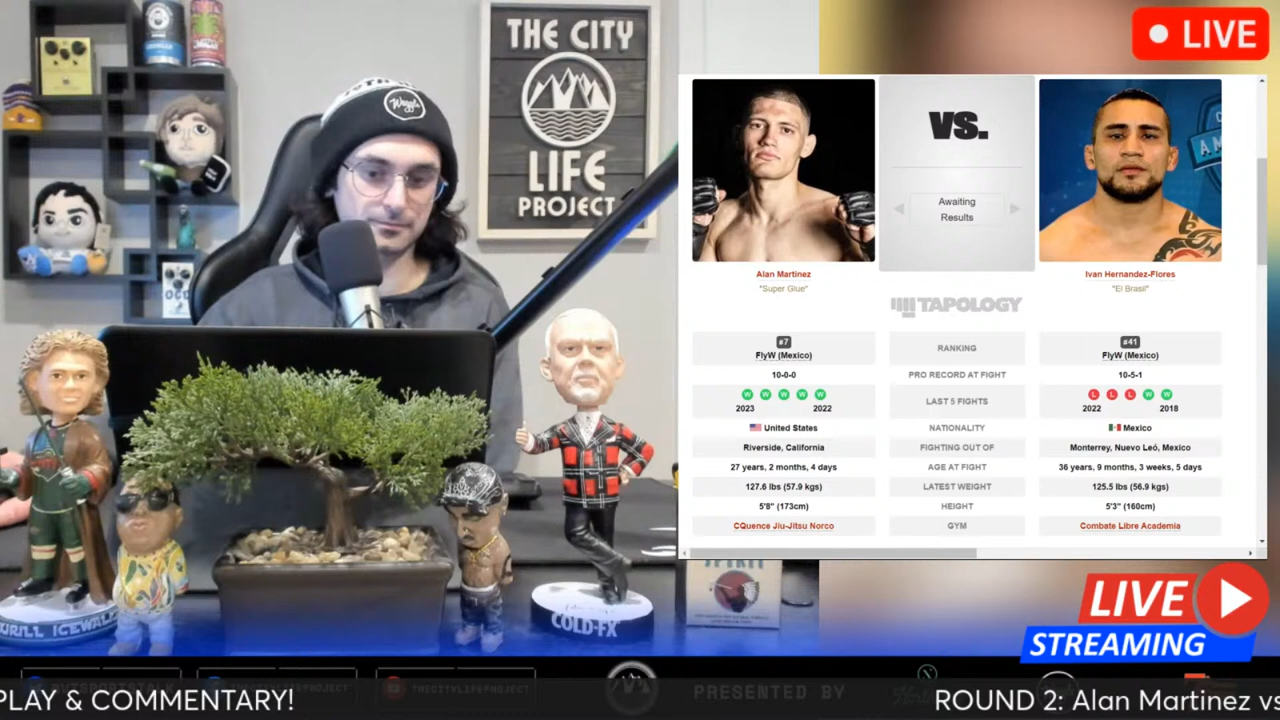 THE CITY
LIFE
PROJECT
Waggle
LIVE
VS.
Awaiting
Results
Alan Martinez
"Super Glue"
Ivan Hernandez-Flores
"El Brasil"
TAPOLOGY
#7
FlyW (Mexico)
RANKING
#41
FlyW (Mexico)
10-0-0
PRO RECORD AT FIGHT
10-5-1
W W W W W
LAST 5 FIGHTS
L L L W W
2023
2022
2022
2018
United States
NATIONALITY
Mexico
Riverside, California
FIGHTING OUT OF
Monterrey, Nuevo Leó, Mexico
27 years, 2 months, 4 days
AGE AT FIGHT
36 years, 9 months, 3 weeks, 5 days
127.6 lbs (57.9 kgs)
LATEST WEIGHT
125.5 lbs (56.9 kgs)
5'8" (173cm)
HEIGHT
5'3" (160cm)
CQuence Jiu-Jitsu Norco
GYM
Combate Libre Academia
SPIRIT
COLD-FX
LIVE
STREAMING
THECITYLIFEPROJECT
PRESENTED BY
PLAY & COMMENTARY!
ROUND 2: Alan Martinez vs